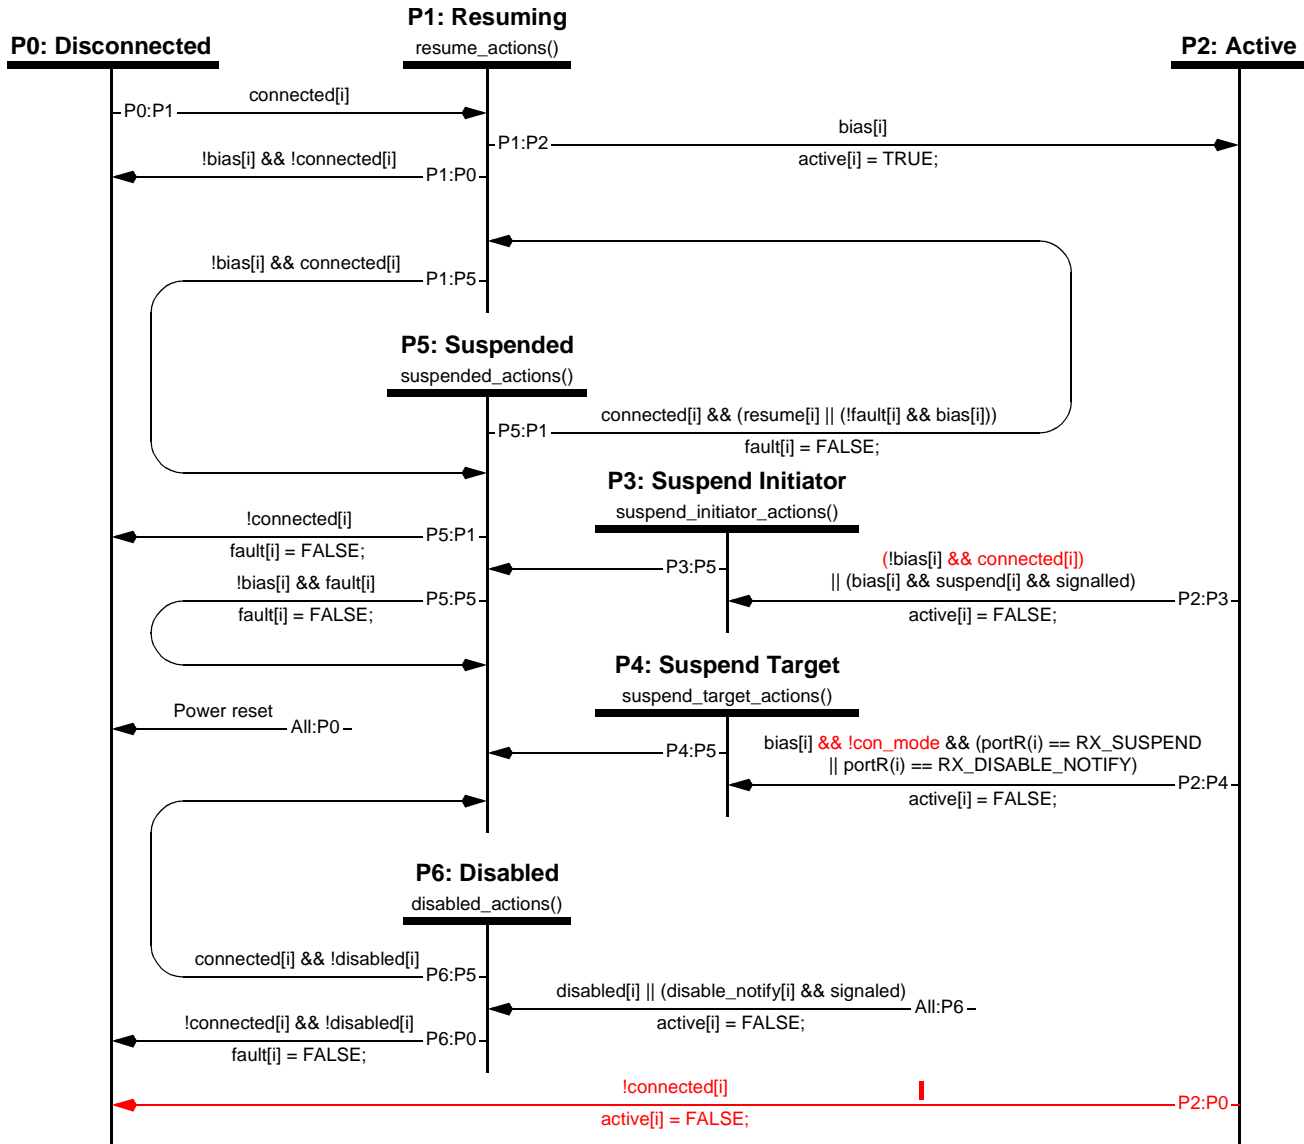 P1: Resuming
P0: Disconnected
resume_actions()
P2: Active
connected[i]
P0:P1
bias[i]
P1:P2
active[i] = TRUE;
!bias[i] && !connected[i]
P1:P0
!bias[i] && connected[i]
P1:P5
P5: Suspended
suspended_actions()
connected[i] && (resume[i] || (!fault[i] && bias[i]))
P5:P1
fault[i] = FALSE;
P3: Suspend Initiator
suspend_initiator_actions()
!connected[i]
P5:P1
fault[i] = FALSE;
(!bias[i] && connected[i])
P3:P5
|| (bias[i] && suspend[i] && signalled)
!bias[i] && fault[i]
P5:P5
P2:P3
fault[i] = FALSE;
active[i] = FALSE;
P4: Suspend Target
suspend_target_actions()
Power reset
All:P0
bias[i] && !con_mode && (portR(i) == RX_SUSPEND
P4:P5
|| portR(i) == RX_DISABLE_NOTIFY)
P2:P4
active[i] = FALSE;
P6: Disabled
disabled_actions()
connected[i] && !disabled[i]
P6:P5
disabled[i] || (disable_notify[i] && signaled)
All:P6
active[i] = FALSE;
!connected[i] && !disabled[i]
P6:P0
fault[i] = FALSE;
!connected[i]
P2:P0
active[i] = FALSE;